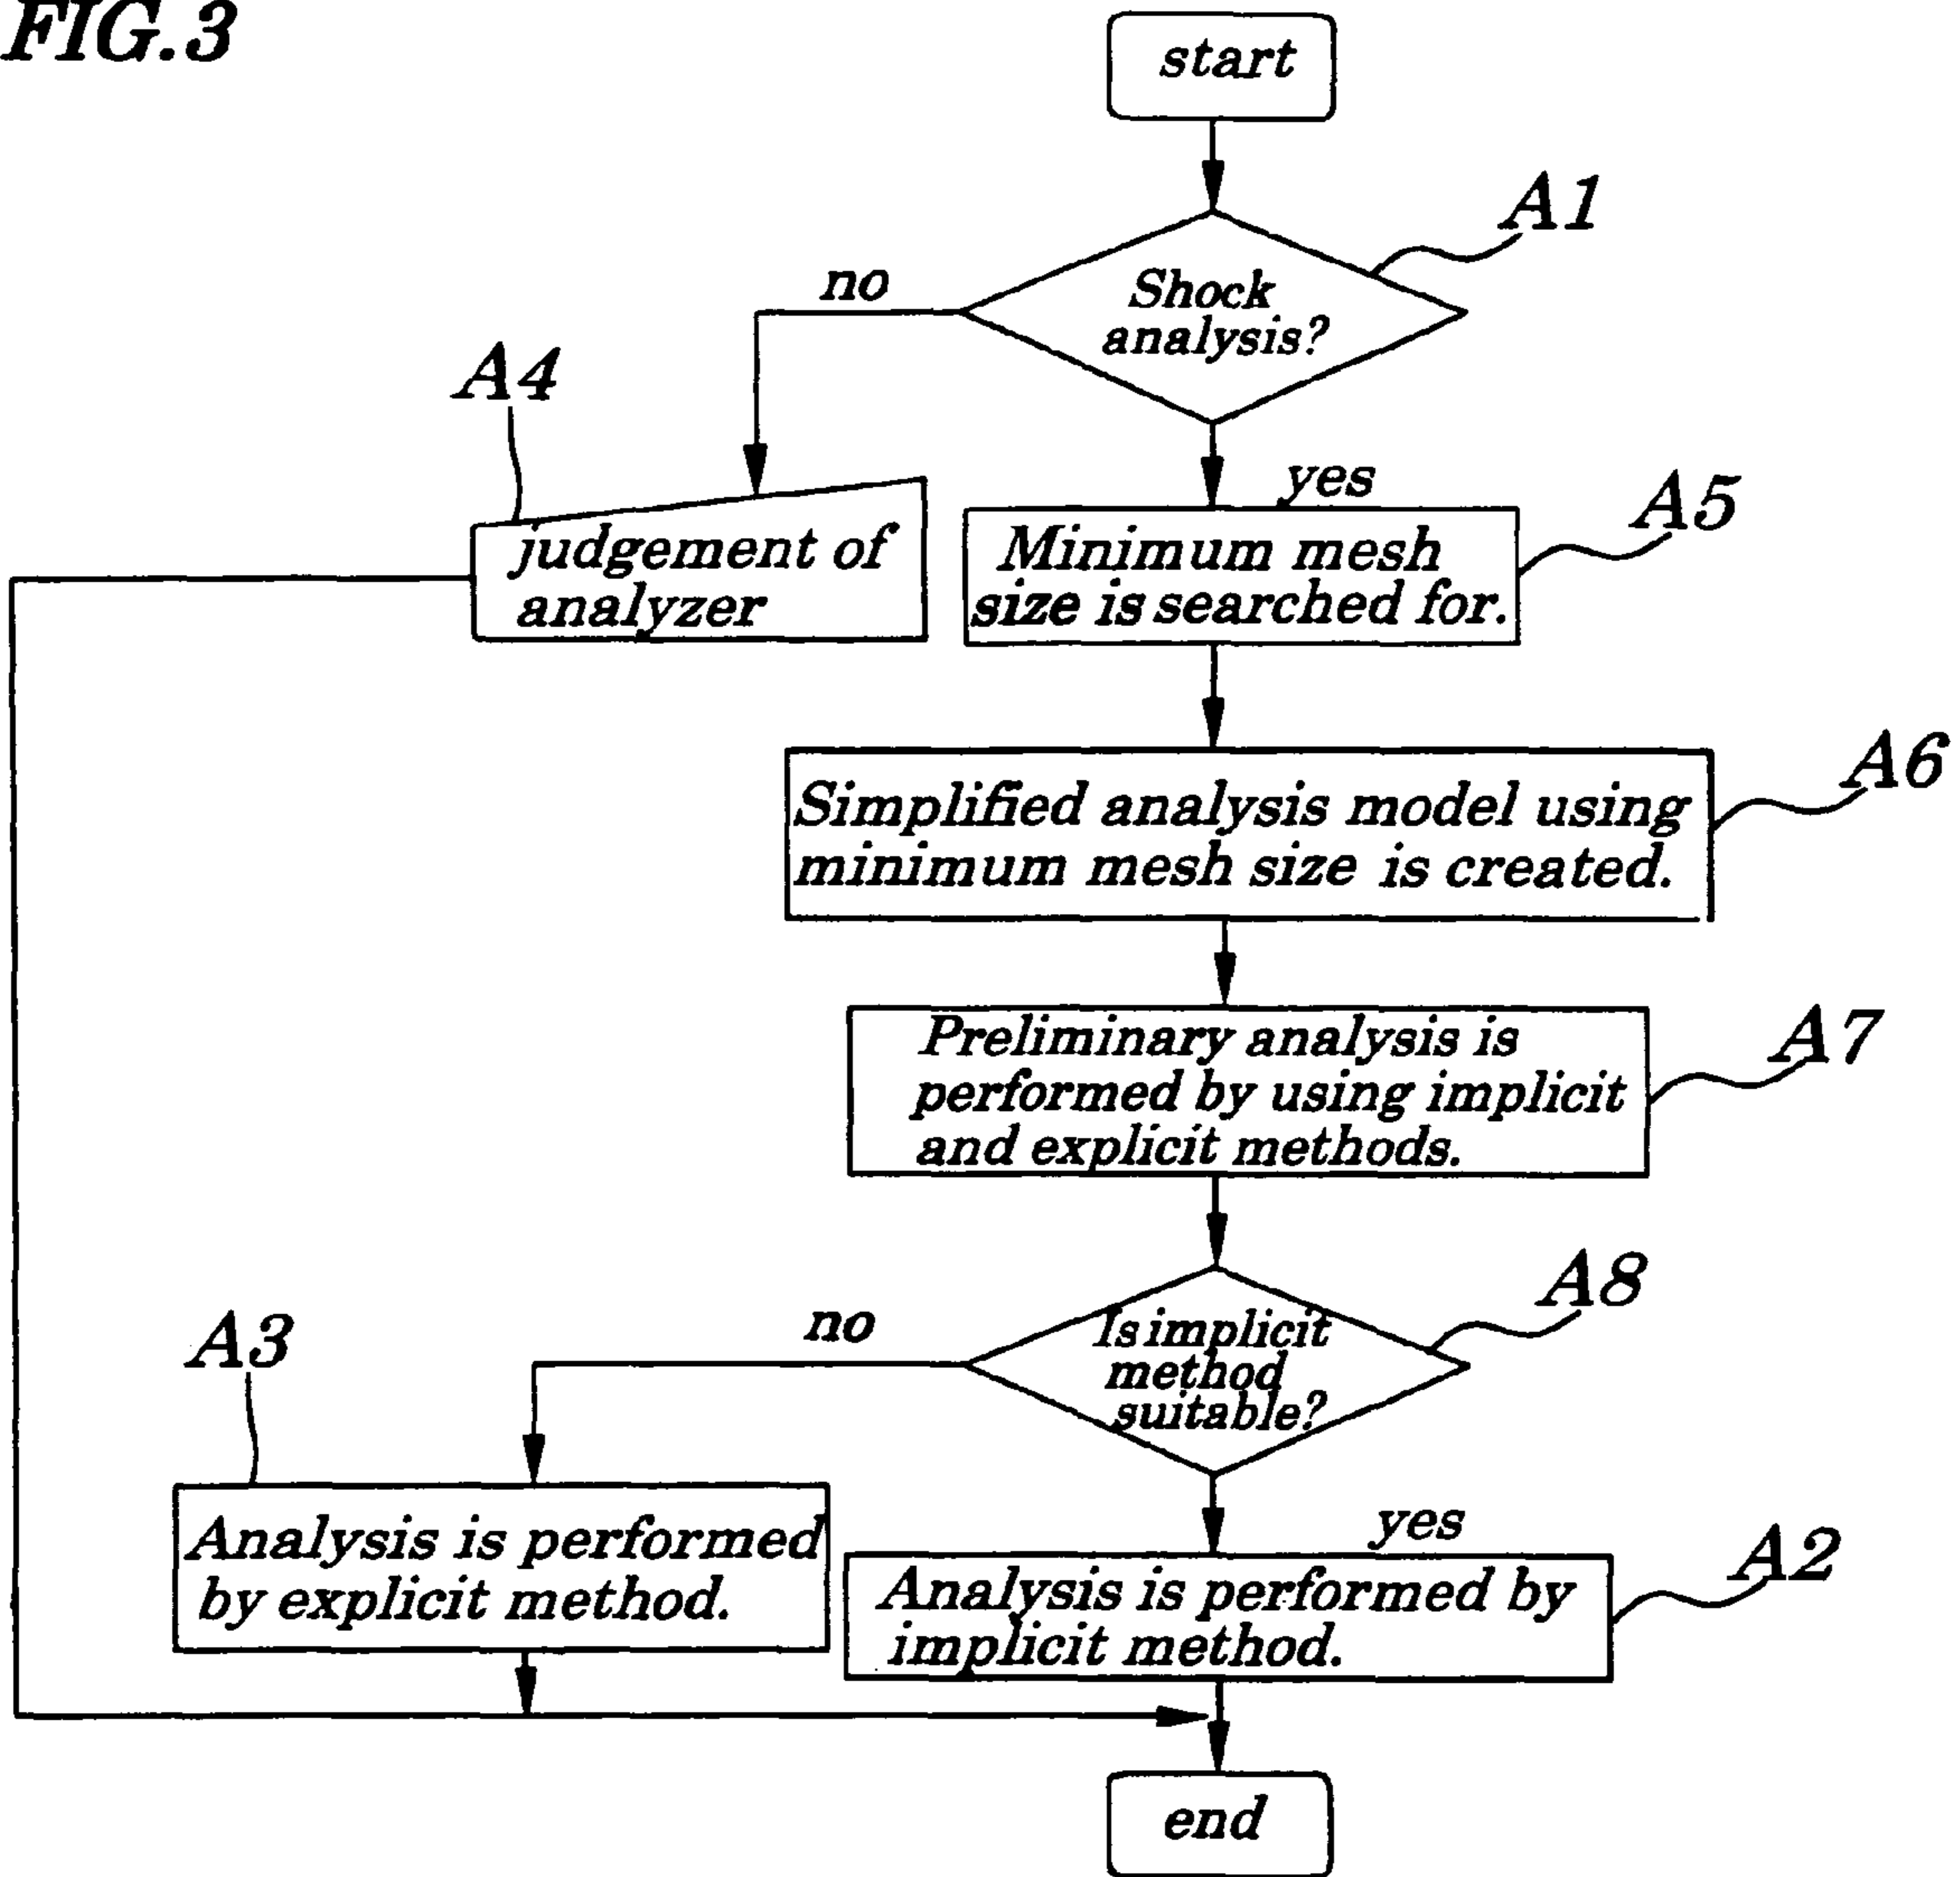 FIG.3
start
A1
Shock
analysis?
no
yes
A4
judgement of
analyzer
A5
Minimum mesh
size is searched for.
A6
Simplified analysis model using
minimum mesh size is created.
A7
Preliminary analysis is
performed by using implicit
and explicit methods.
A8
Is implicit
method
suitable?
no
yes
A3
Analysis is performed
by explicit method.
A2
Analysis is performed by
implicit method.
end